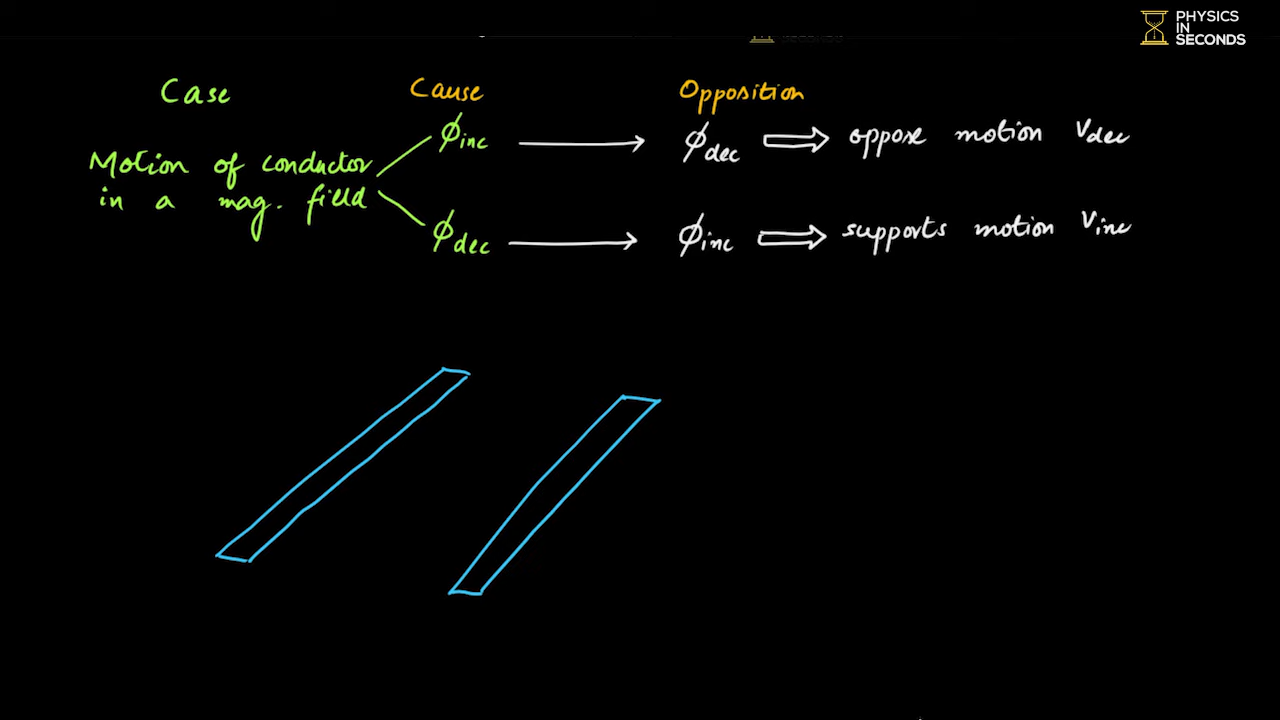 PHYSICS
IN
SECONDS
Case Cause Opposition
ϕinc ϕdec oppose motion vdec
Motion of conductor
in a mag. field
ϕdec ϕinc supports motion vinc